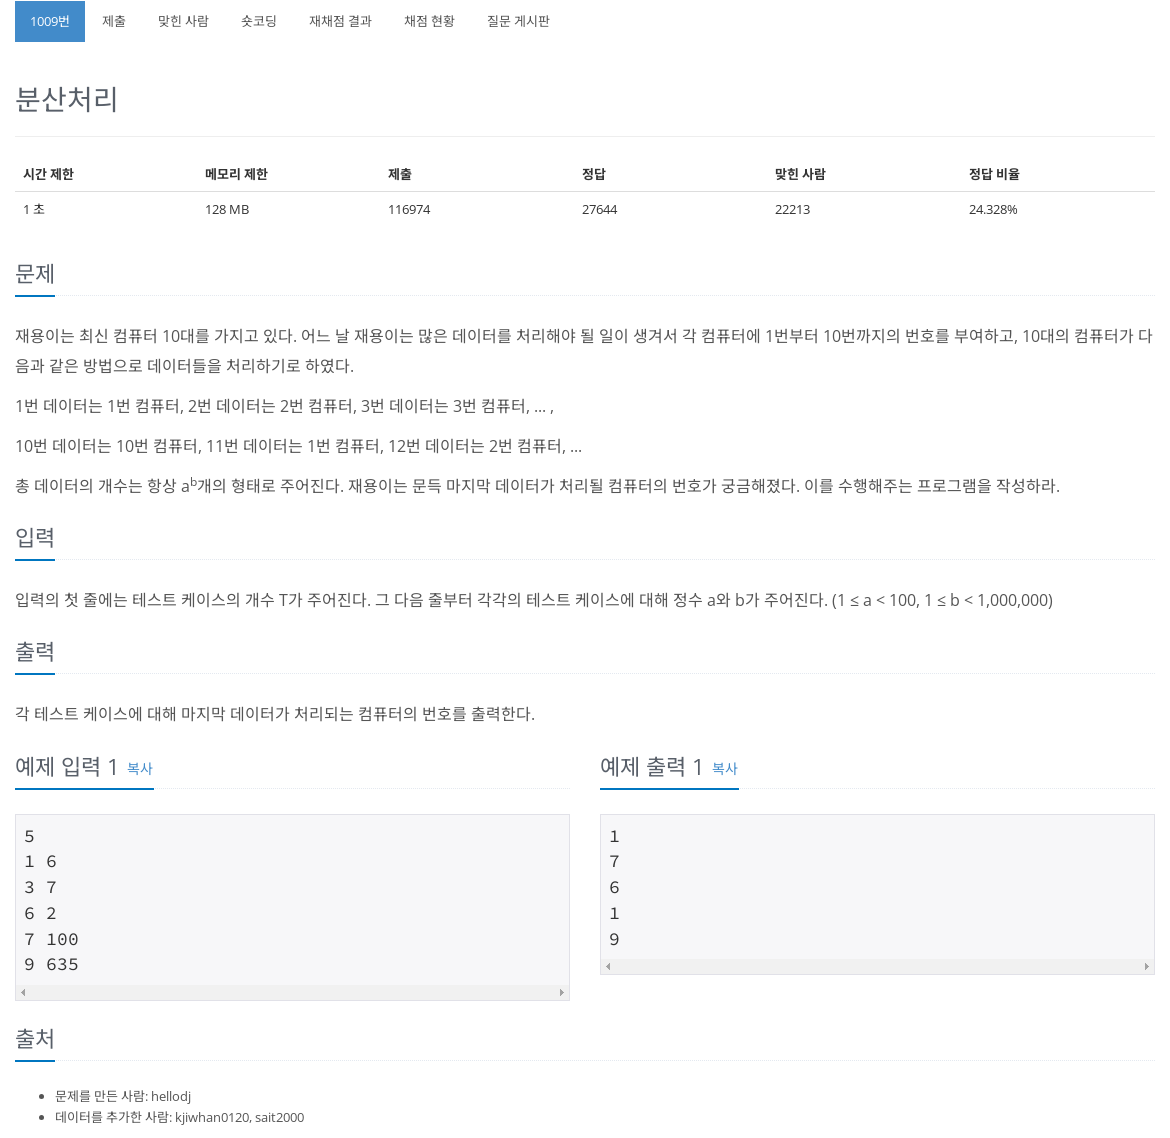 1009번 제출 맞힌 사람 숏코딩 재채점 결과 채점 현황 질문 게시판
분산처리
시간 제한 메모리 제한 제출 정답 맞힌 사람 정답 비율
1 초 128 MB 116974 27644 22213 24.328%
문제
재용이는 최신 컴퓨터 10대를 가지고 있다. 어느 날 재용이는 많은 데이터를 처리해야 될 일이 생겨서 각 컴퓨터에 1번부터 10번까지의 번호를 부여하고, 10대의 컴퓨터가 다
음과 같은 방법으로 데이터들을 처리하기로 하였다.
1번 데이터는 1번 컴퓨터, 2번 데이터는 2번 컴퓨터, 3번 데이터는 3번 컴퓨터, ... ,
10번 데이터는 10번 컴퓨터, 11번 데이터는 1번 컴퓨터, 12번 데이터는 2번 컴퓨터, ...
총 데이터의 개수는 항상 a^b개의 형태로 주어진다. 재용이는 문득 마지막 데이터가 처리될 컴퓨터의 번호가 궁금해졌다. 이를 수행해주는 프로그램을 작성하라.
입력
입력의 첫 줄에는 테스트 케이스의 개수 T가 주어진다. 그 다음 줄부터 각각의 테스트 케이스에 대해 정수 a와 b가 주어진다. (1 ≤ a < 100, 1 ≤ b < 1,000,000)
출력
각 테스트 케이스에 대해 마지막 데이터가 처리되는 컴퓨터의 번호를 출력한다.
예제 입력 1 복사
5
1 6
3 7
6 2
7 100
9 635
예제 출력 1 복사
1
7
6
1
9
출처
문제를 만든 사람: hellodj
데이터를 추가한 사람: kjiwhan0120, sait2000